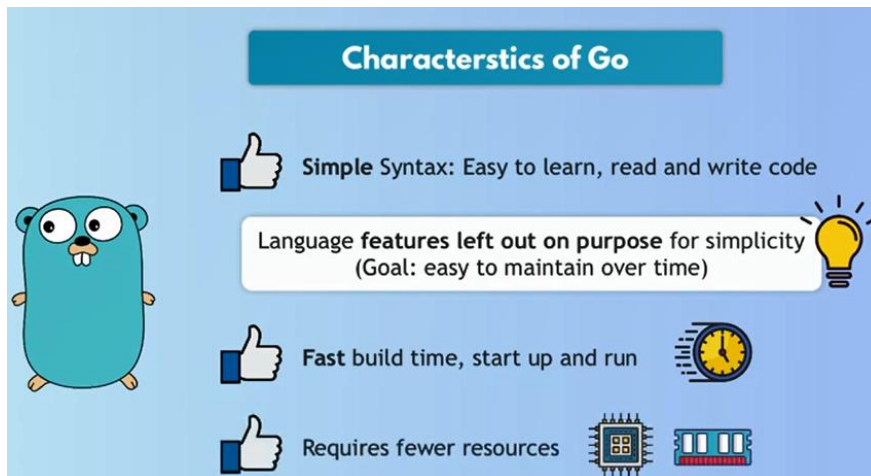 Characterstics of Go
Simple Syntax: Easy to learn, read and write code
Language features left out on purpose for simplicity
(Goal: easy to maintain over time)
Fast build time, start up and run
Requires fewer resources